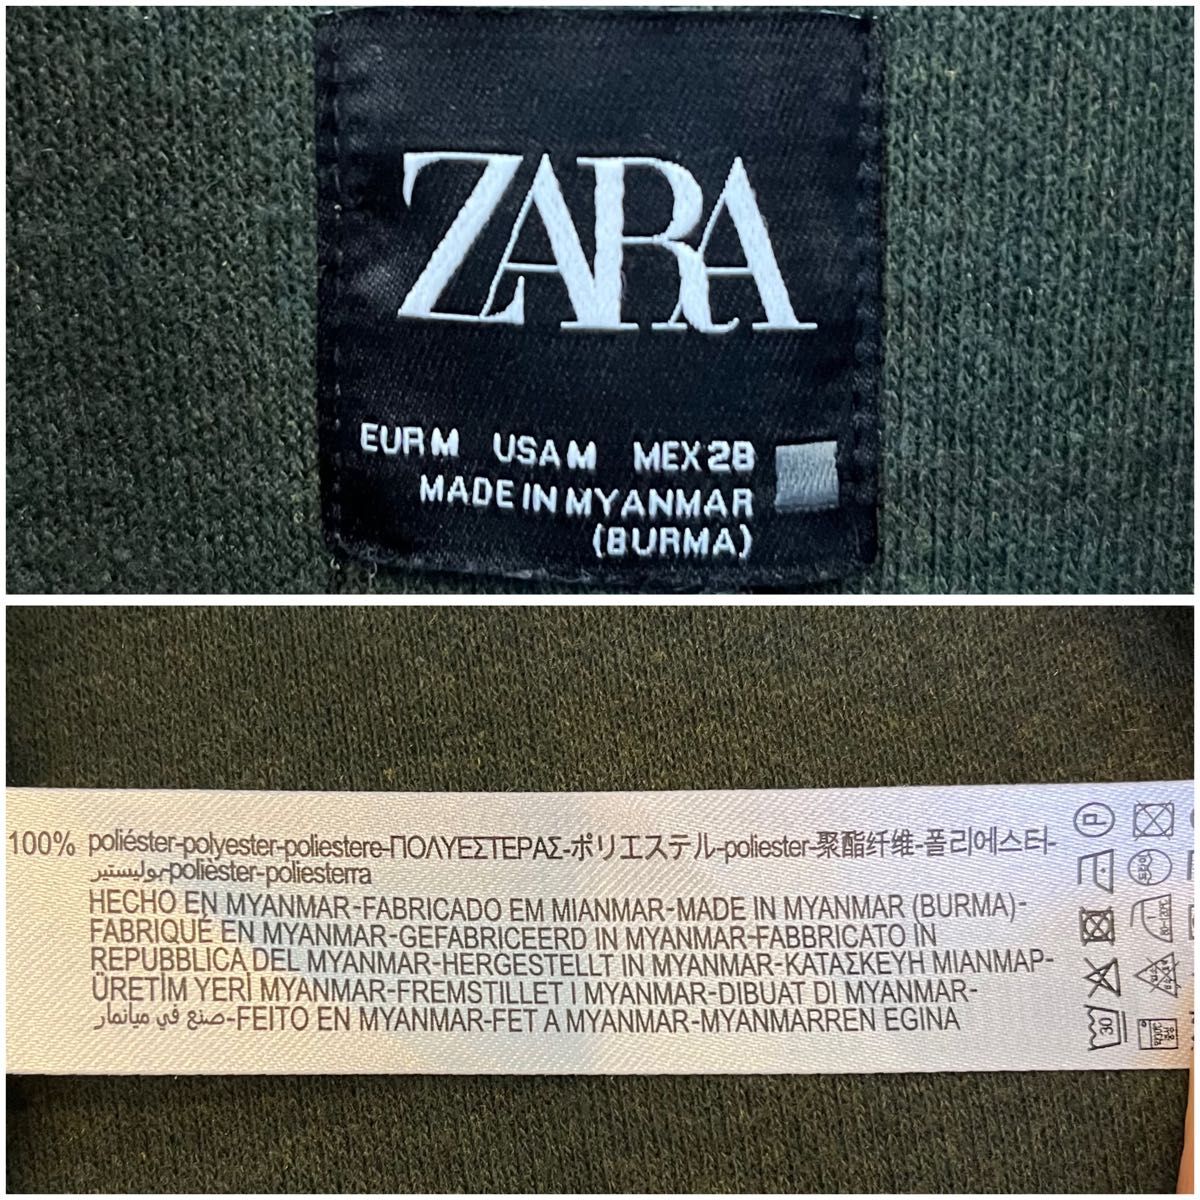 ZARA
EUR M USA M MEX 28
MADE IN MYANMAR
(BURMA)
100% poliéster-polyester-poliestere-ΠΟΛΥΕΣΤΕΡΑΣ-ポリエステル-poliester-聚酯纤维-폴리에스터-
بوليستير-polièster-poliesterra
HECHO EN MYANMAR-FABRICADO EM MIANMAR-MADE IN MYANMAR (BURMA)-
FABRIQUÉ EN MYANMAR-GEFABRICEERD IN MYANMAR-FABBRICATO IN
REPUBBLICA DEL MYANMAR-HERGESTELLT IN MYANMAR-ΚΑΤΑΣΚΕΥΗ ΜΙΑΝΜΑΡ-
ÜRETİM YERİ MYANMAR-FREMSTILLET I MYANMAR-DIBUAT DI MYANMAR-
صنع في ميانمار-FEITO EN MYANMAR-FET A MYANMAR-MYANMARREN EGINA
P
30